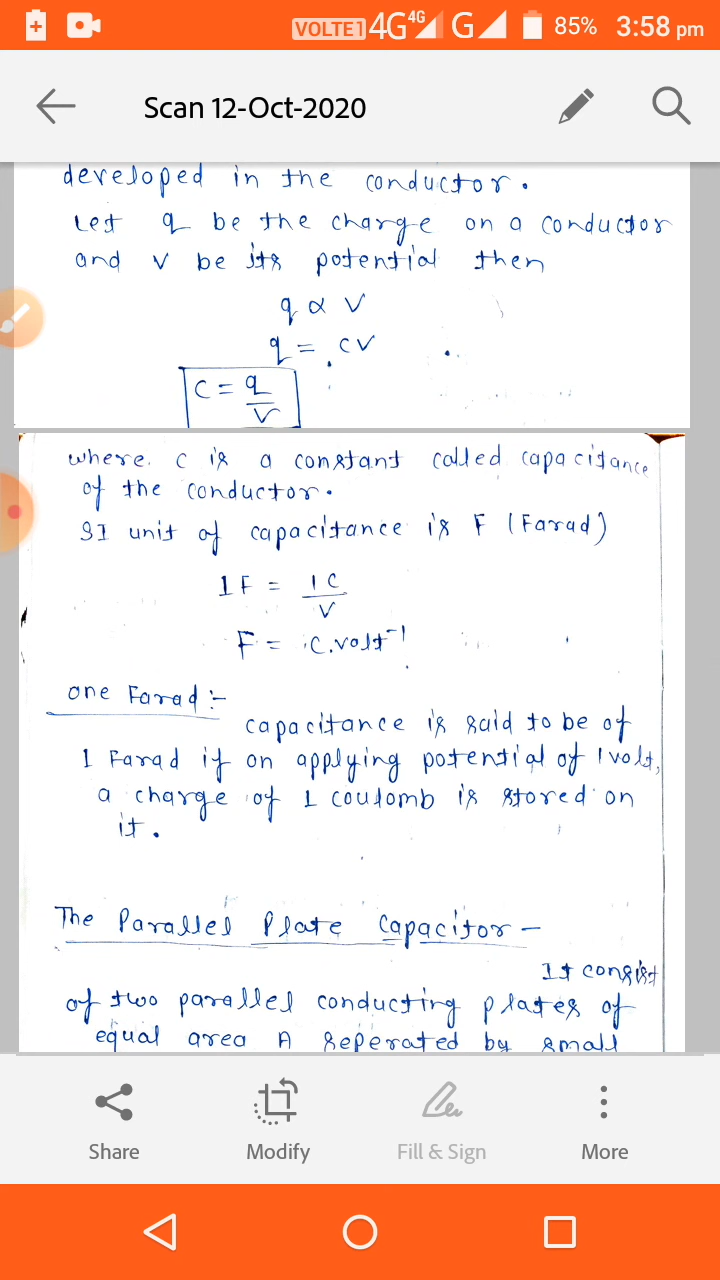 VOLTE1 4G 4G G 85% 3:58 pm
Scan 12-Oct-2020
developed in the conductor.
Let q be the charge on a conductor
and v be its potential then
q α V
q = CV
C = q
V
where c is a constant called capacitance
of the conductor.
SI unit of capacitance is F (Farad)
1F = 1C
V
F = C.volt⁻¹
one Farad :-
capacitance is said to be of
1 Farad if on applying potential of 1 volt,
a charge of 1 coulomb is stored on
it.
The Parallel Plate Capacitor -
It consist
of two parallel conducting plates of
equal area A seperated by small
Share Modify Fill & Sign More